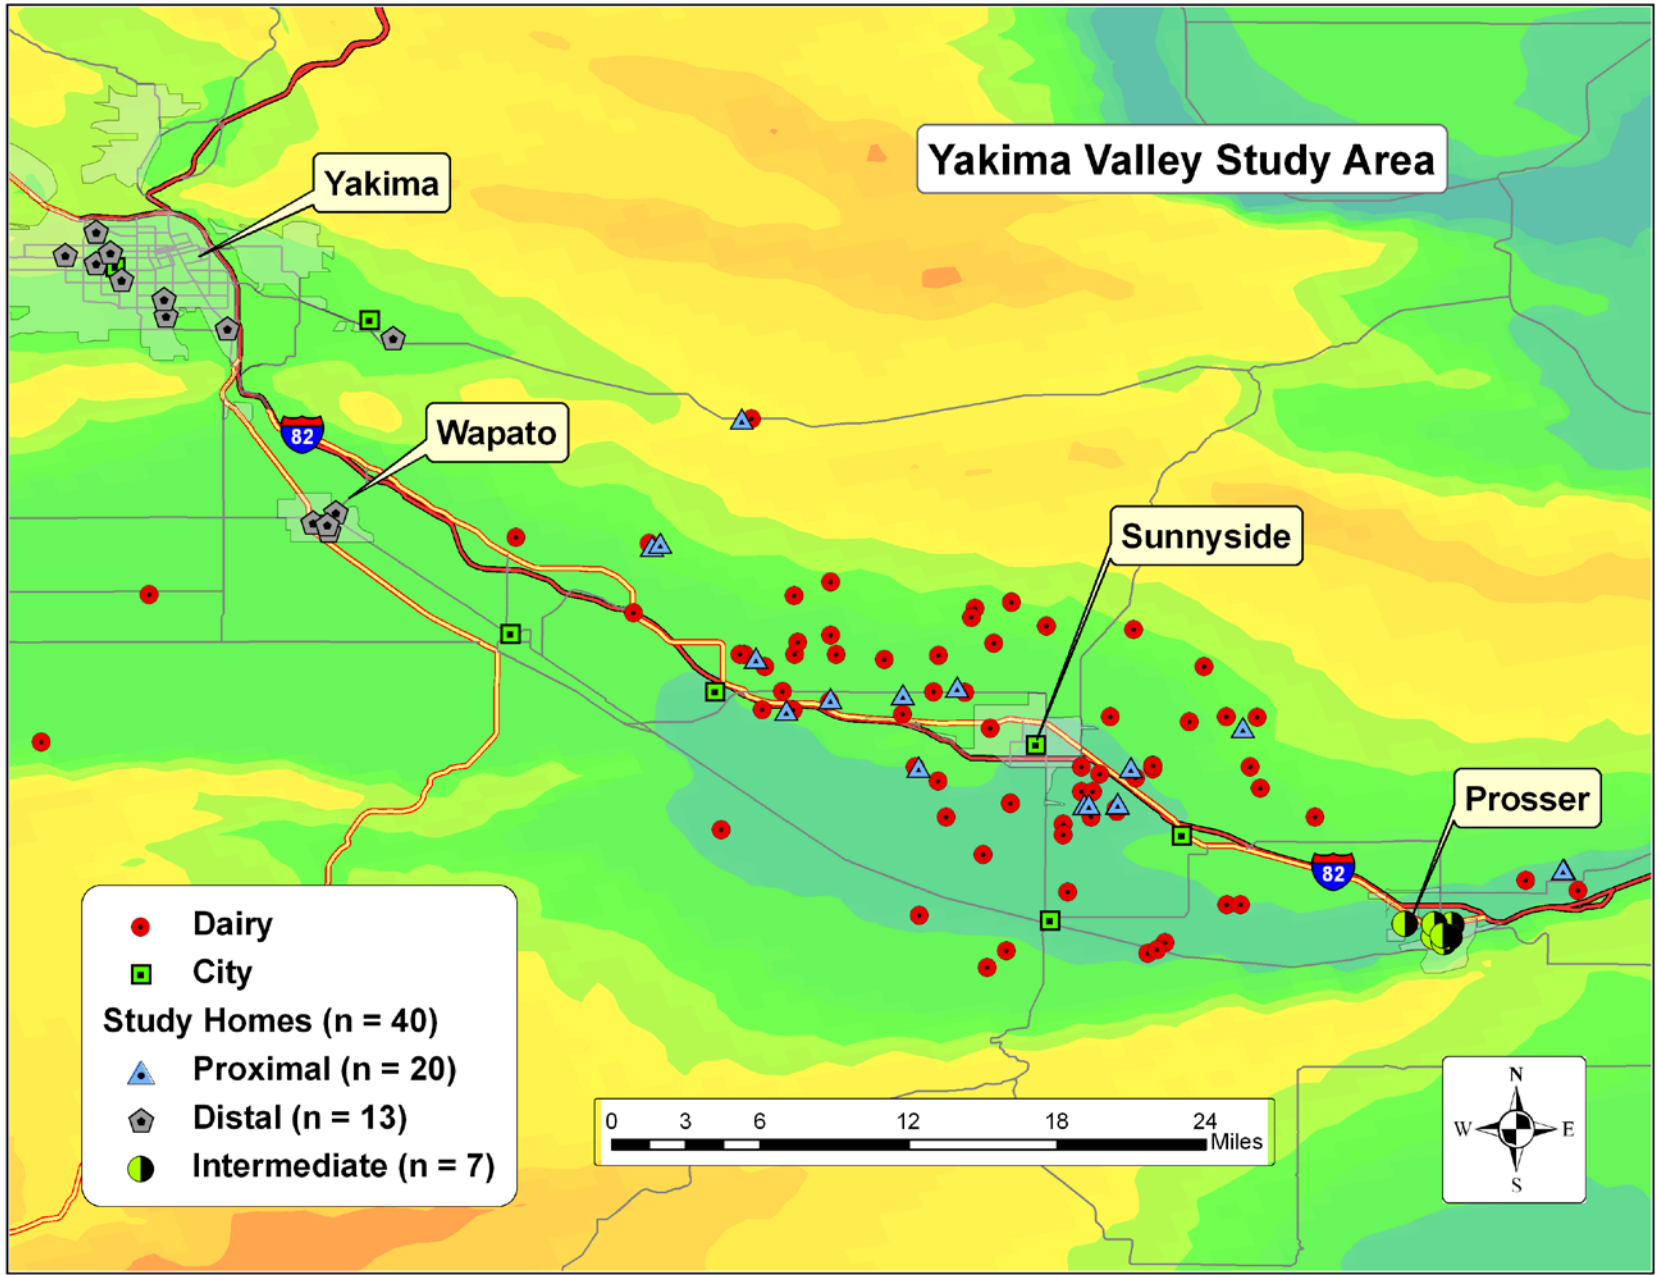 Yakima Valley Study Area
Yakima
Wapato
82
Sunnyside
Prosser
82
Dairy
City
Study Homes (n = 40)
Proximal (n = 20)
Distal (n = 13)
Intermediate (n = 7)
0 3 6 12 18 24
Miles
N
W E
S